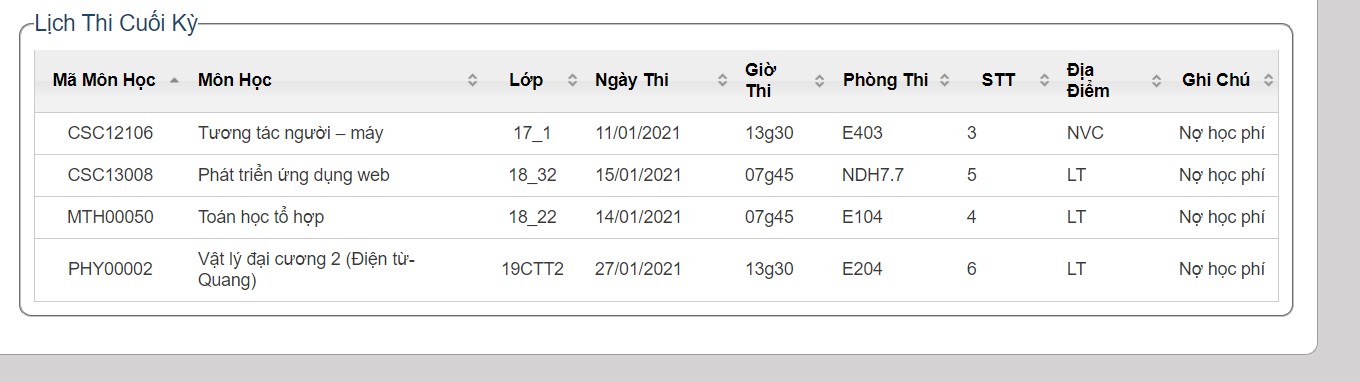 Lịch Thi Cuối Kỳ
Mã Môn Học Môn Học Lớp Ngày Thi Giờ Thi Phòng Thi STT Địa Điểm Ghi Chú
CSC12106 Tương tác người – máy 17_1 11/01/2021 13g30 E403 3 NVC Nợ học phí
CSC13008 Phát triển ứng dụng web 18_32 15/01/2021 07g45 NDH7.7 5 LT Nợ học phí
MTH00050 Toán học tổ hợp 18_22 14/01/2021 07g45 E104 4 LT Nợ học phí
PHY00002 Vật lý đại cương 2 (Điện từ-Quang) 19CTT2 27/01/2021 13g30 E204 6 LT Nợ học phí